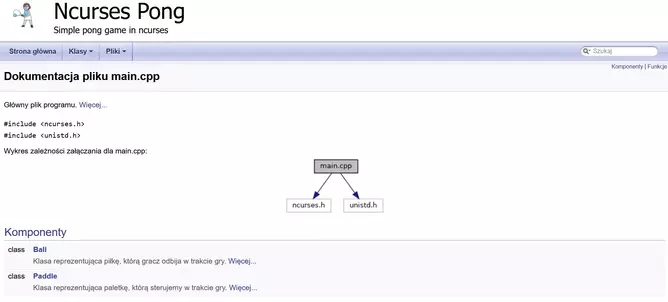 Ncurses Pong
Simple pong game in ncurses
Strona główna Klasy Pliki Szukaj
Komponenty | Funkcje
Dokumentacja pliku main.cpp
Główny plik programu. Więcej...
#include <ncurses.h>
#include <unistd.h>
Wykres zależności załączania dla main.cpp:
main.cpp
ncurses.h unistd.h
Komponenty
class Ball
Klasa reprezentująca piłkę, którą gracz odbija w trakcie gry. Więcej...
class Paddle
Klasa reprezentująca paletkę, którą sterujemy w trakcie gry. Więcej...